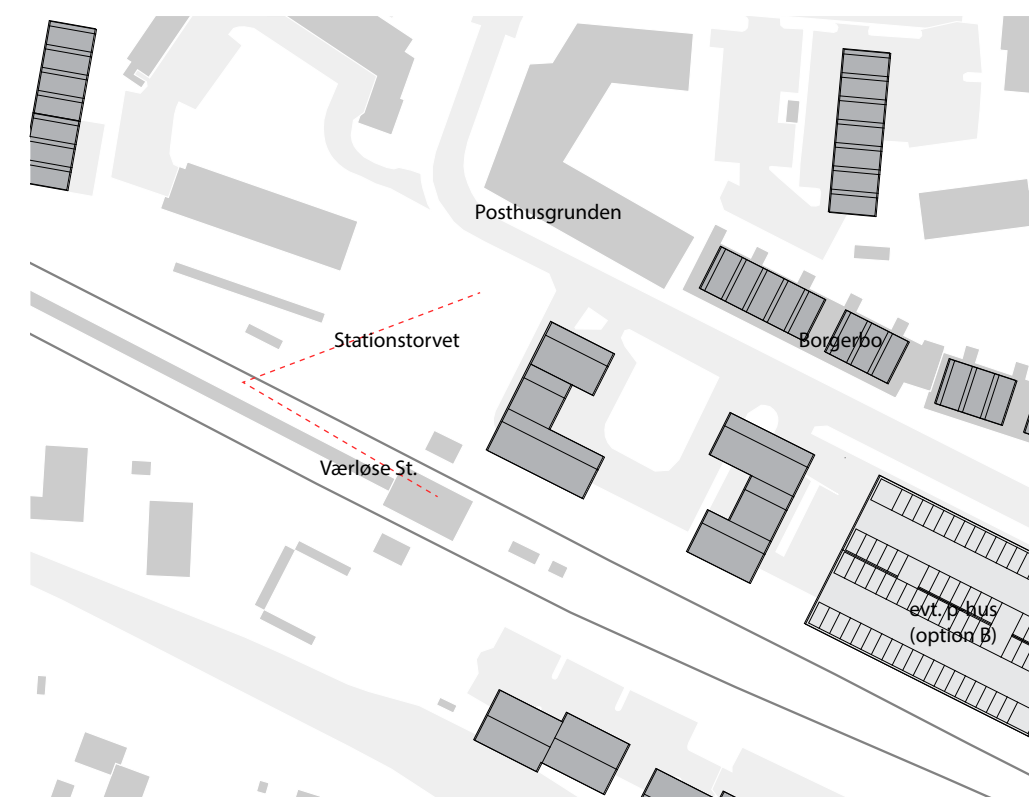 Posthusgrunden
Stationstorvet
Borgerbo
Værløse St.
evt. p-hus
(option B)